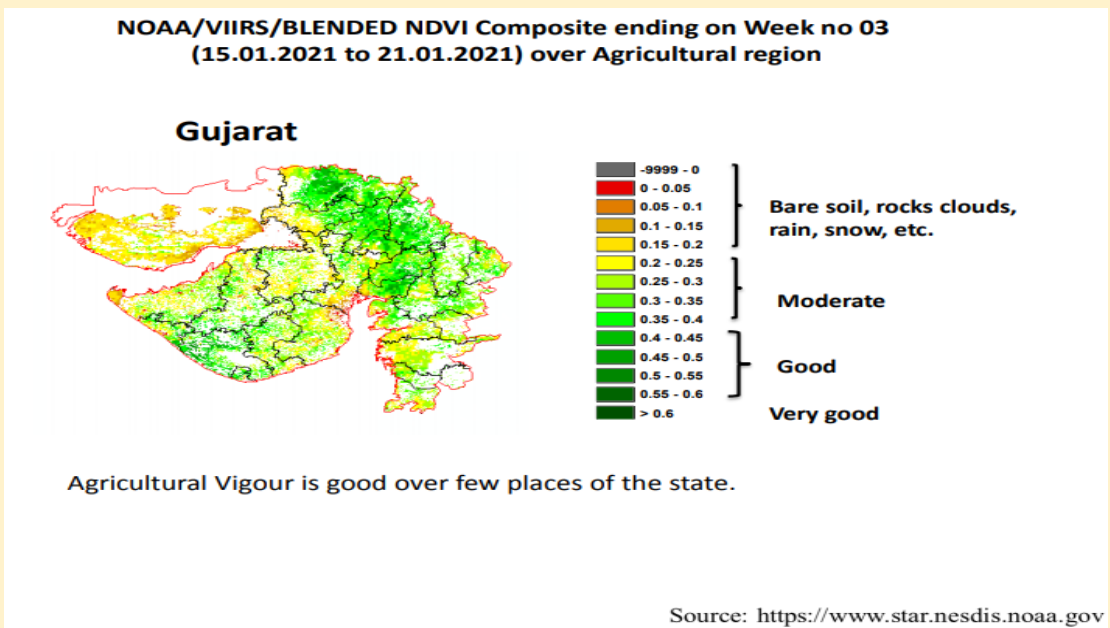 NOAA/VIIRS/BLENDED NDVI Composite ending on Week no 03
(15.01.2021 to 21.01.2021) over Agricultural region
Gujarat
-9999 - 0
0 - 0.05
0.05 - 0.1
0.1 - 0.15
0.15 - 0.2
Bare soil, rocks clouds,
rain, snow, etc.
0.2 - 0.25
0.25 - 0.3
0.3 - 0.35
0.35 - 0.4
Moderate
0.4 - 0.45
0.45 - 0.5
0.5 - 0.55
0.55 - 0.6
Good
> 0.6
Very good
Agricultural Vigour is good over few places of the state.
Source: https://www.star.nesdis.noaa.gov